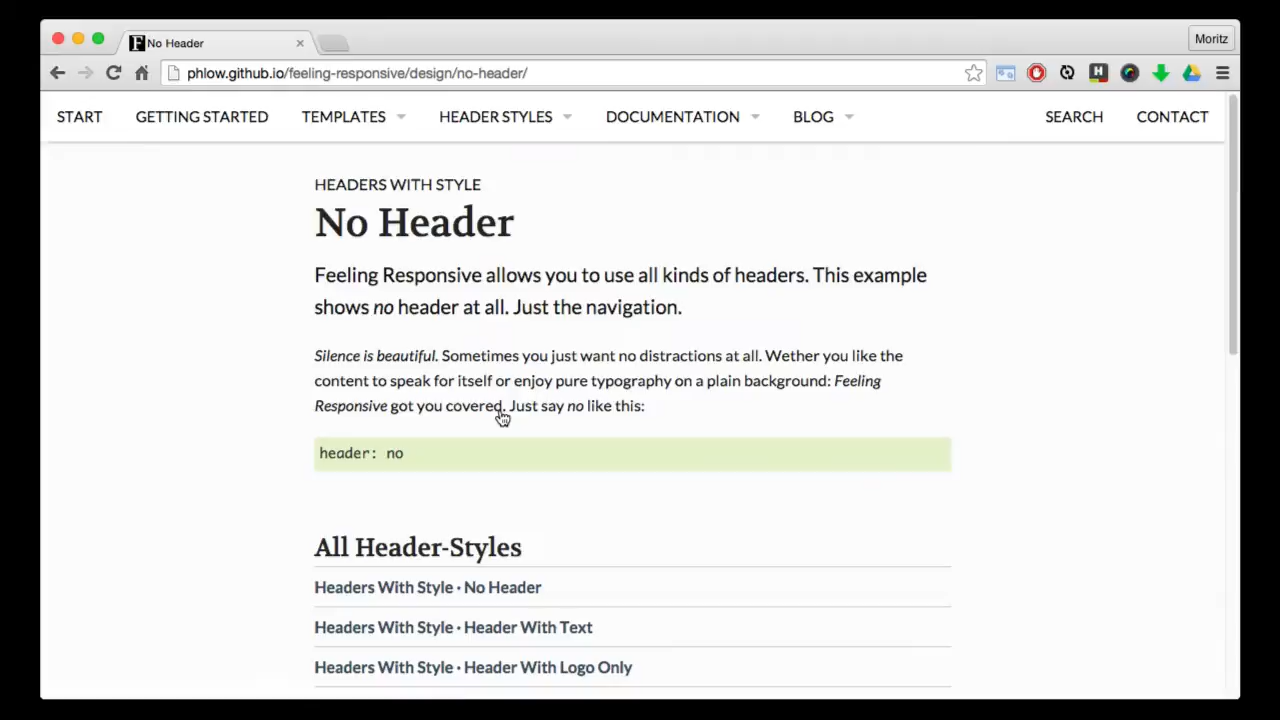 No Header
Moritz
phlow.github.io/feeling-responsive/design/no-header/
START GETTING STARTED TEMPLATES HEADER STYLES DOCUMENTATION BLOG SEARCH CONTACT
HEADERS WITH STYLE
No Header
Feeling Responsive allows you to use all kinds of headers. This example
shows no header at all. Just the navigation.
Silence is beautiful. Sometimes you just want no distractions at all. Wether you like the
content to speak for itself or enjoy pure typography on a plain background: Feeling
Responsive got you covered. Just say no like this:
header: no
All Header-Styles
Headers With Style · No Header
Headers With Style · Header With Text
Headers With Style · Header With Logo Only